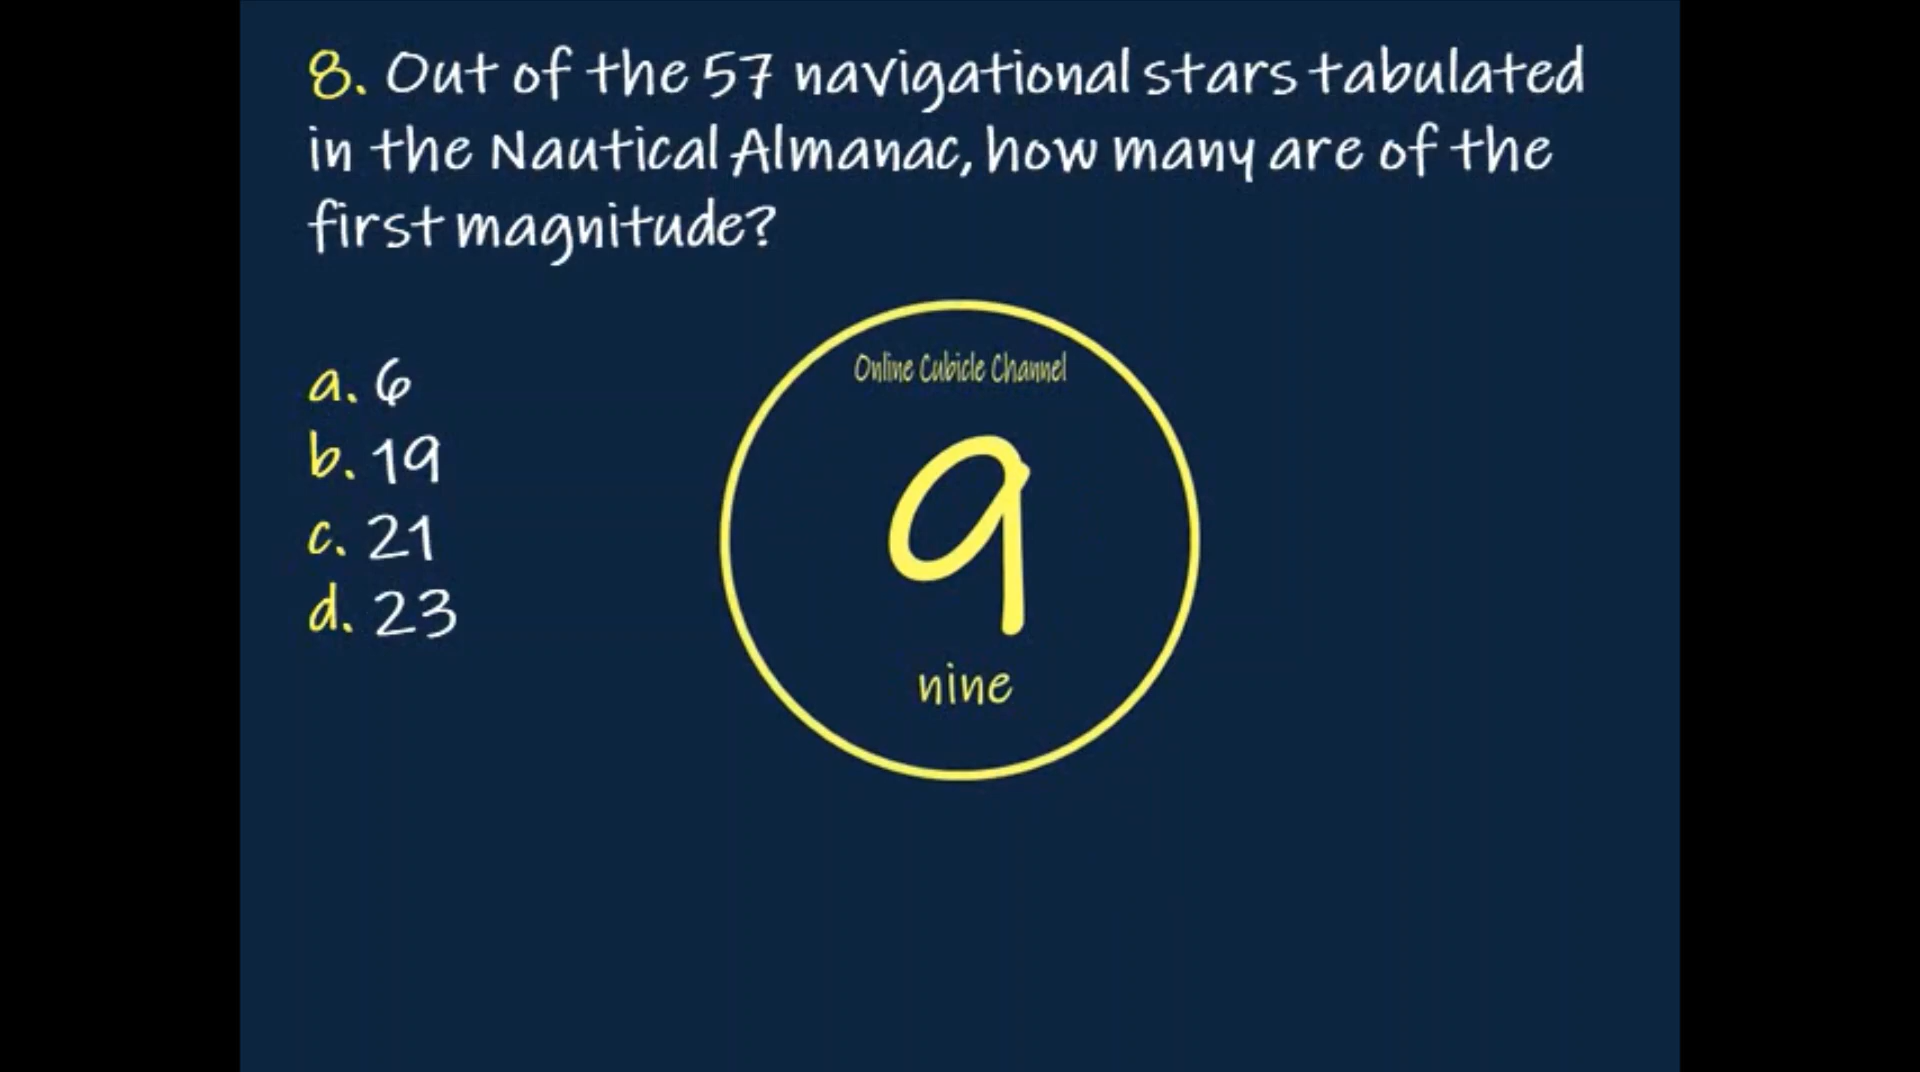 8. Out of the 57 navigational stars tabulated
in the Nautical Almanac, how many are of the
first magnitude?
a. 6
b. 19
c. 21
d. 23
Online Cubicle Channel
9
nine